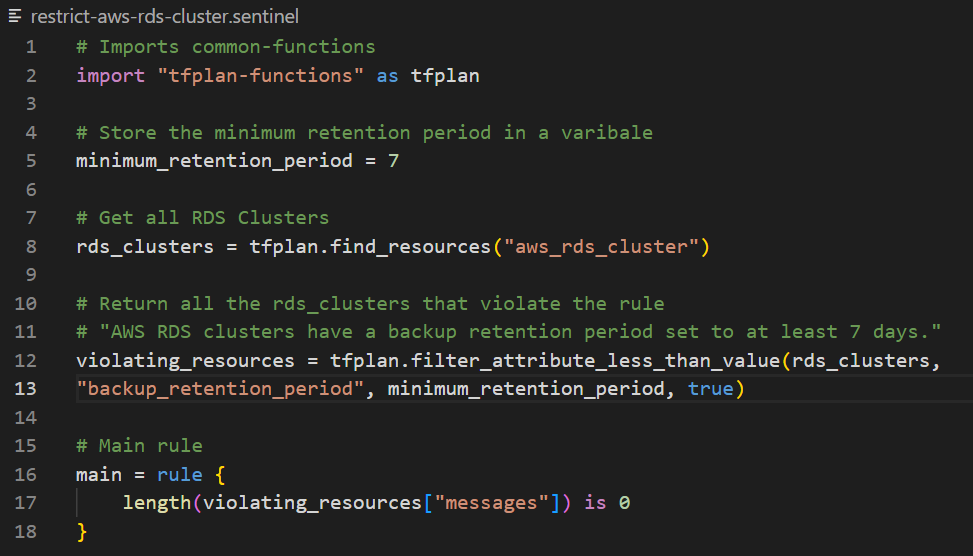 restrict-aws-rds-cluster.sentinel
1 # Imports common-functions
2 import "tfplan-functions" as tfplan
3
4 # Store the minimum retention period in a varibale
5 minimum_retention_period = 7
6
7 # Get all RDS Clusters
8 rds_clusters = tfplan.find_resources("aws_rds_cluster")
9
10 # Return all the rds_clusters that violate the rule
11 # "AWS RDS clusters have a backup retention period set to at least 7 days."
12 violating_resources = tfplan.filter_attribute_less_than_value(rds_clusters,
13 "backup_retention_period", minimum_retention_period, true)
14
15 # Main rule
16 main = rule {
17     length(violating_resources["messages"]) is 0
18 }